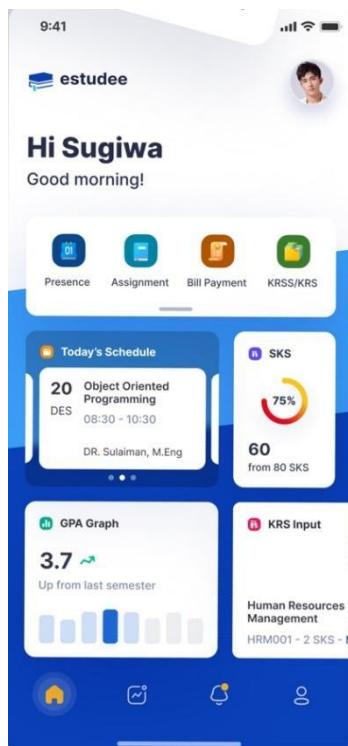 9:41
estudee
Hi Sugiwa
Good morning!
01
Presence
Assignment
Bill Payment
KRSS/KRS
Today's Schedule
20
DES
Object Oriented
Programming
08:30 - 10:30
DR. Sulaiman, M.Eng
SKS
75%
60
from 80 SKS
GPA Graph
3.7
Up from last semester
KRS Input
Human Resources
Management
HRM001 - 2 SKS -